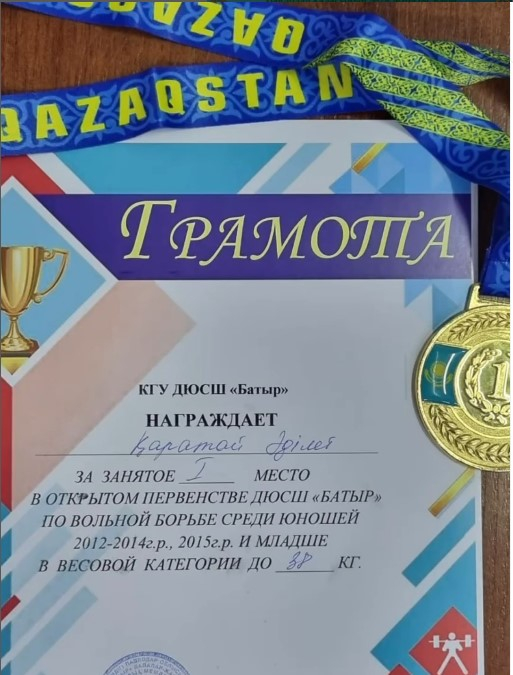 QAZAQ
QAZAQSTAN
ГРАМОТА
1
КГУ ДЮСШ «Батыр»
НАГРАЖДАЕТ
Қаратай Әділет
ЗА ЗАНЯТОЕ I МЕСТО
В ОТКРЫТОМ ПЕРВЕНСТВЕ ДЮСШ «БАТЫР»
ПО ВОЛЬНОЙ БОРЬБЕ СРЕДИ ЮНОШЕЙ
2012-2014г.р., 2015г.р. И МЛАДШЕ
В ВЕСОВОЙ КАТЕГОРИИ ДО 38 КГ.